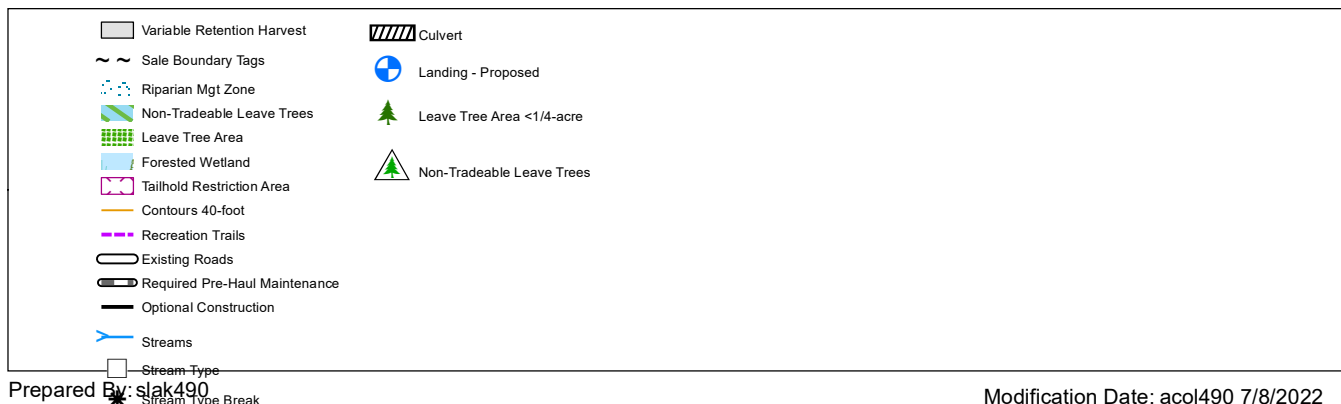 Variable Retention Harvest
Sale Boundary Tags
Riparian Mgt Zone
Non-Tradeable Leave Trees
Leave Tree Area
Forested Wetland
Tailhold Restriction Area
Contours 40-foot
Recreation Trails
Existing Roads
Required Pre-Haul Maintenance
Optional Construction
Streams
Stream Type
Stream Type Break
Culvert
Landing - Proposed
Leave Tree Area <1/4-acre
Non-Tradeable Leave Trees
Prepared By: slak490
Modification Date: acol490 7/8/2022